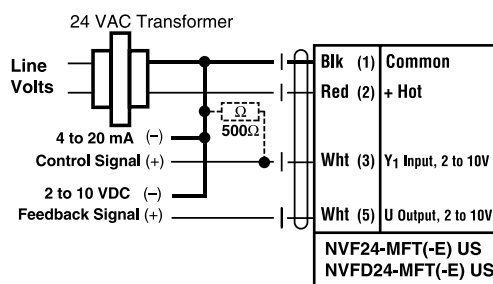 24 VAC Transformer
Line
Volts
Blk (1) Common
Red (2) + Hot
Ω
500Ω
4 to 20 mA (–)
Control Signal (+)
Wht (3) Y1 Input, 2 to 10V
2 to 10 VDC (–)
Feedback Signal (+)
Wht (5) U Output, 2 to 10V
NVF24-MFT(-E) US
NVFD24-MFT(-E) US